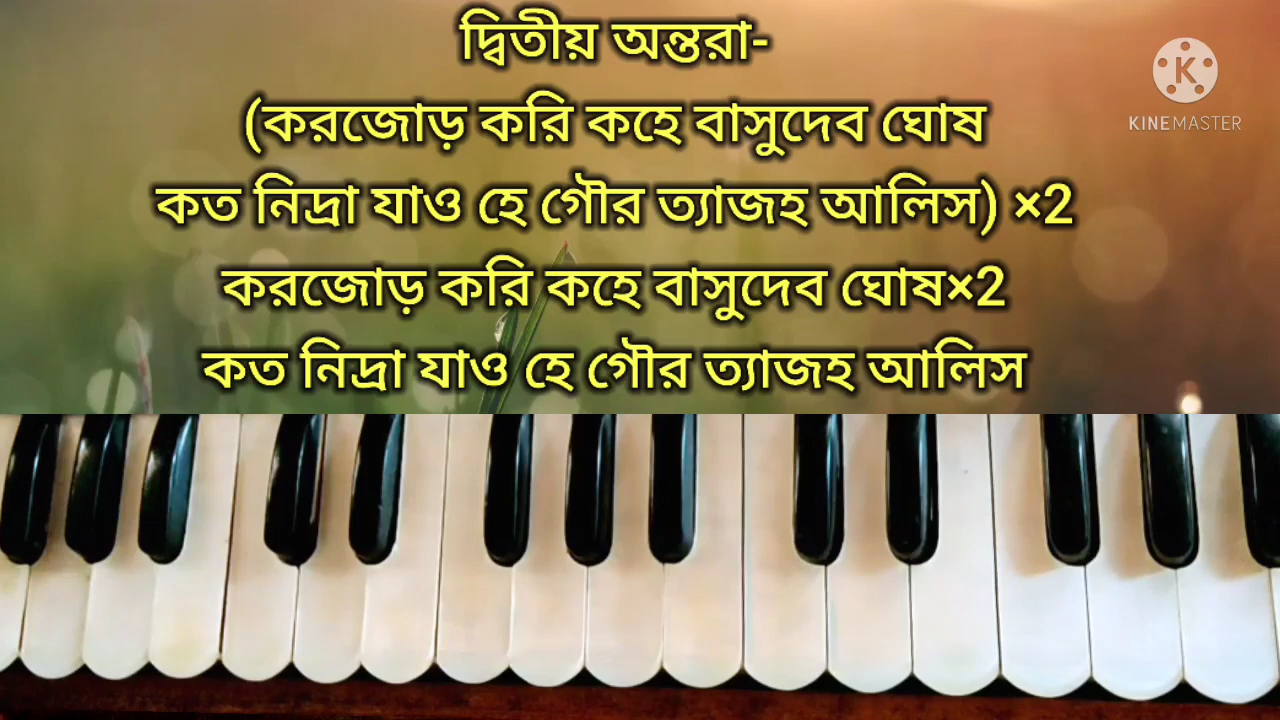 দ্বিতীয় অন্তরা-
(করজোড় করি কহে বাসুদেব ঘোষ
কত নিদ্রা যাও হে গৌর ত্যাজহ আলিস) ×2
করজোড় করি কহে বাসুদেব ঘোষ×2
কত নিদ্রা যাও হে গৌর ত্যাজহ আলিস
K
KINEMASTER